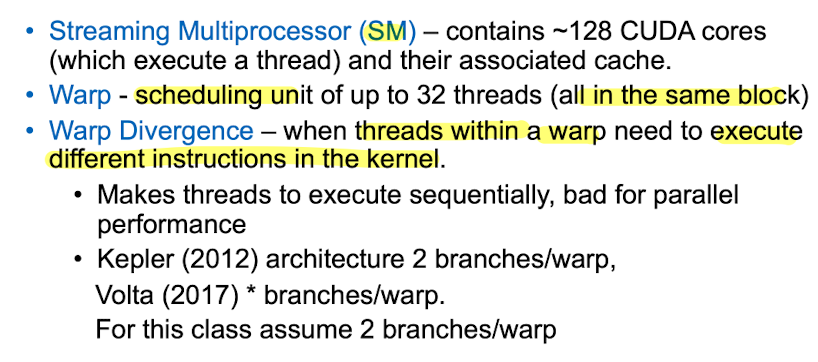 • Streaming Multiprocessor (SM) – contains ~128 CUDA cores
(which execute a thread) and their associated cache.
• Warp - scheduling unit of up to 32 threads (all in the same block)
• Warp Divergence – when threads within a warp need to execute
different instructions in the kernel.
• Makes threads to execute sequentially, bad for parallel
performance
• Kepler (2012) architecture 2 branches/warp,
Volta (2017) * branches/warp.
For this class assume 2 branches/warp